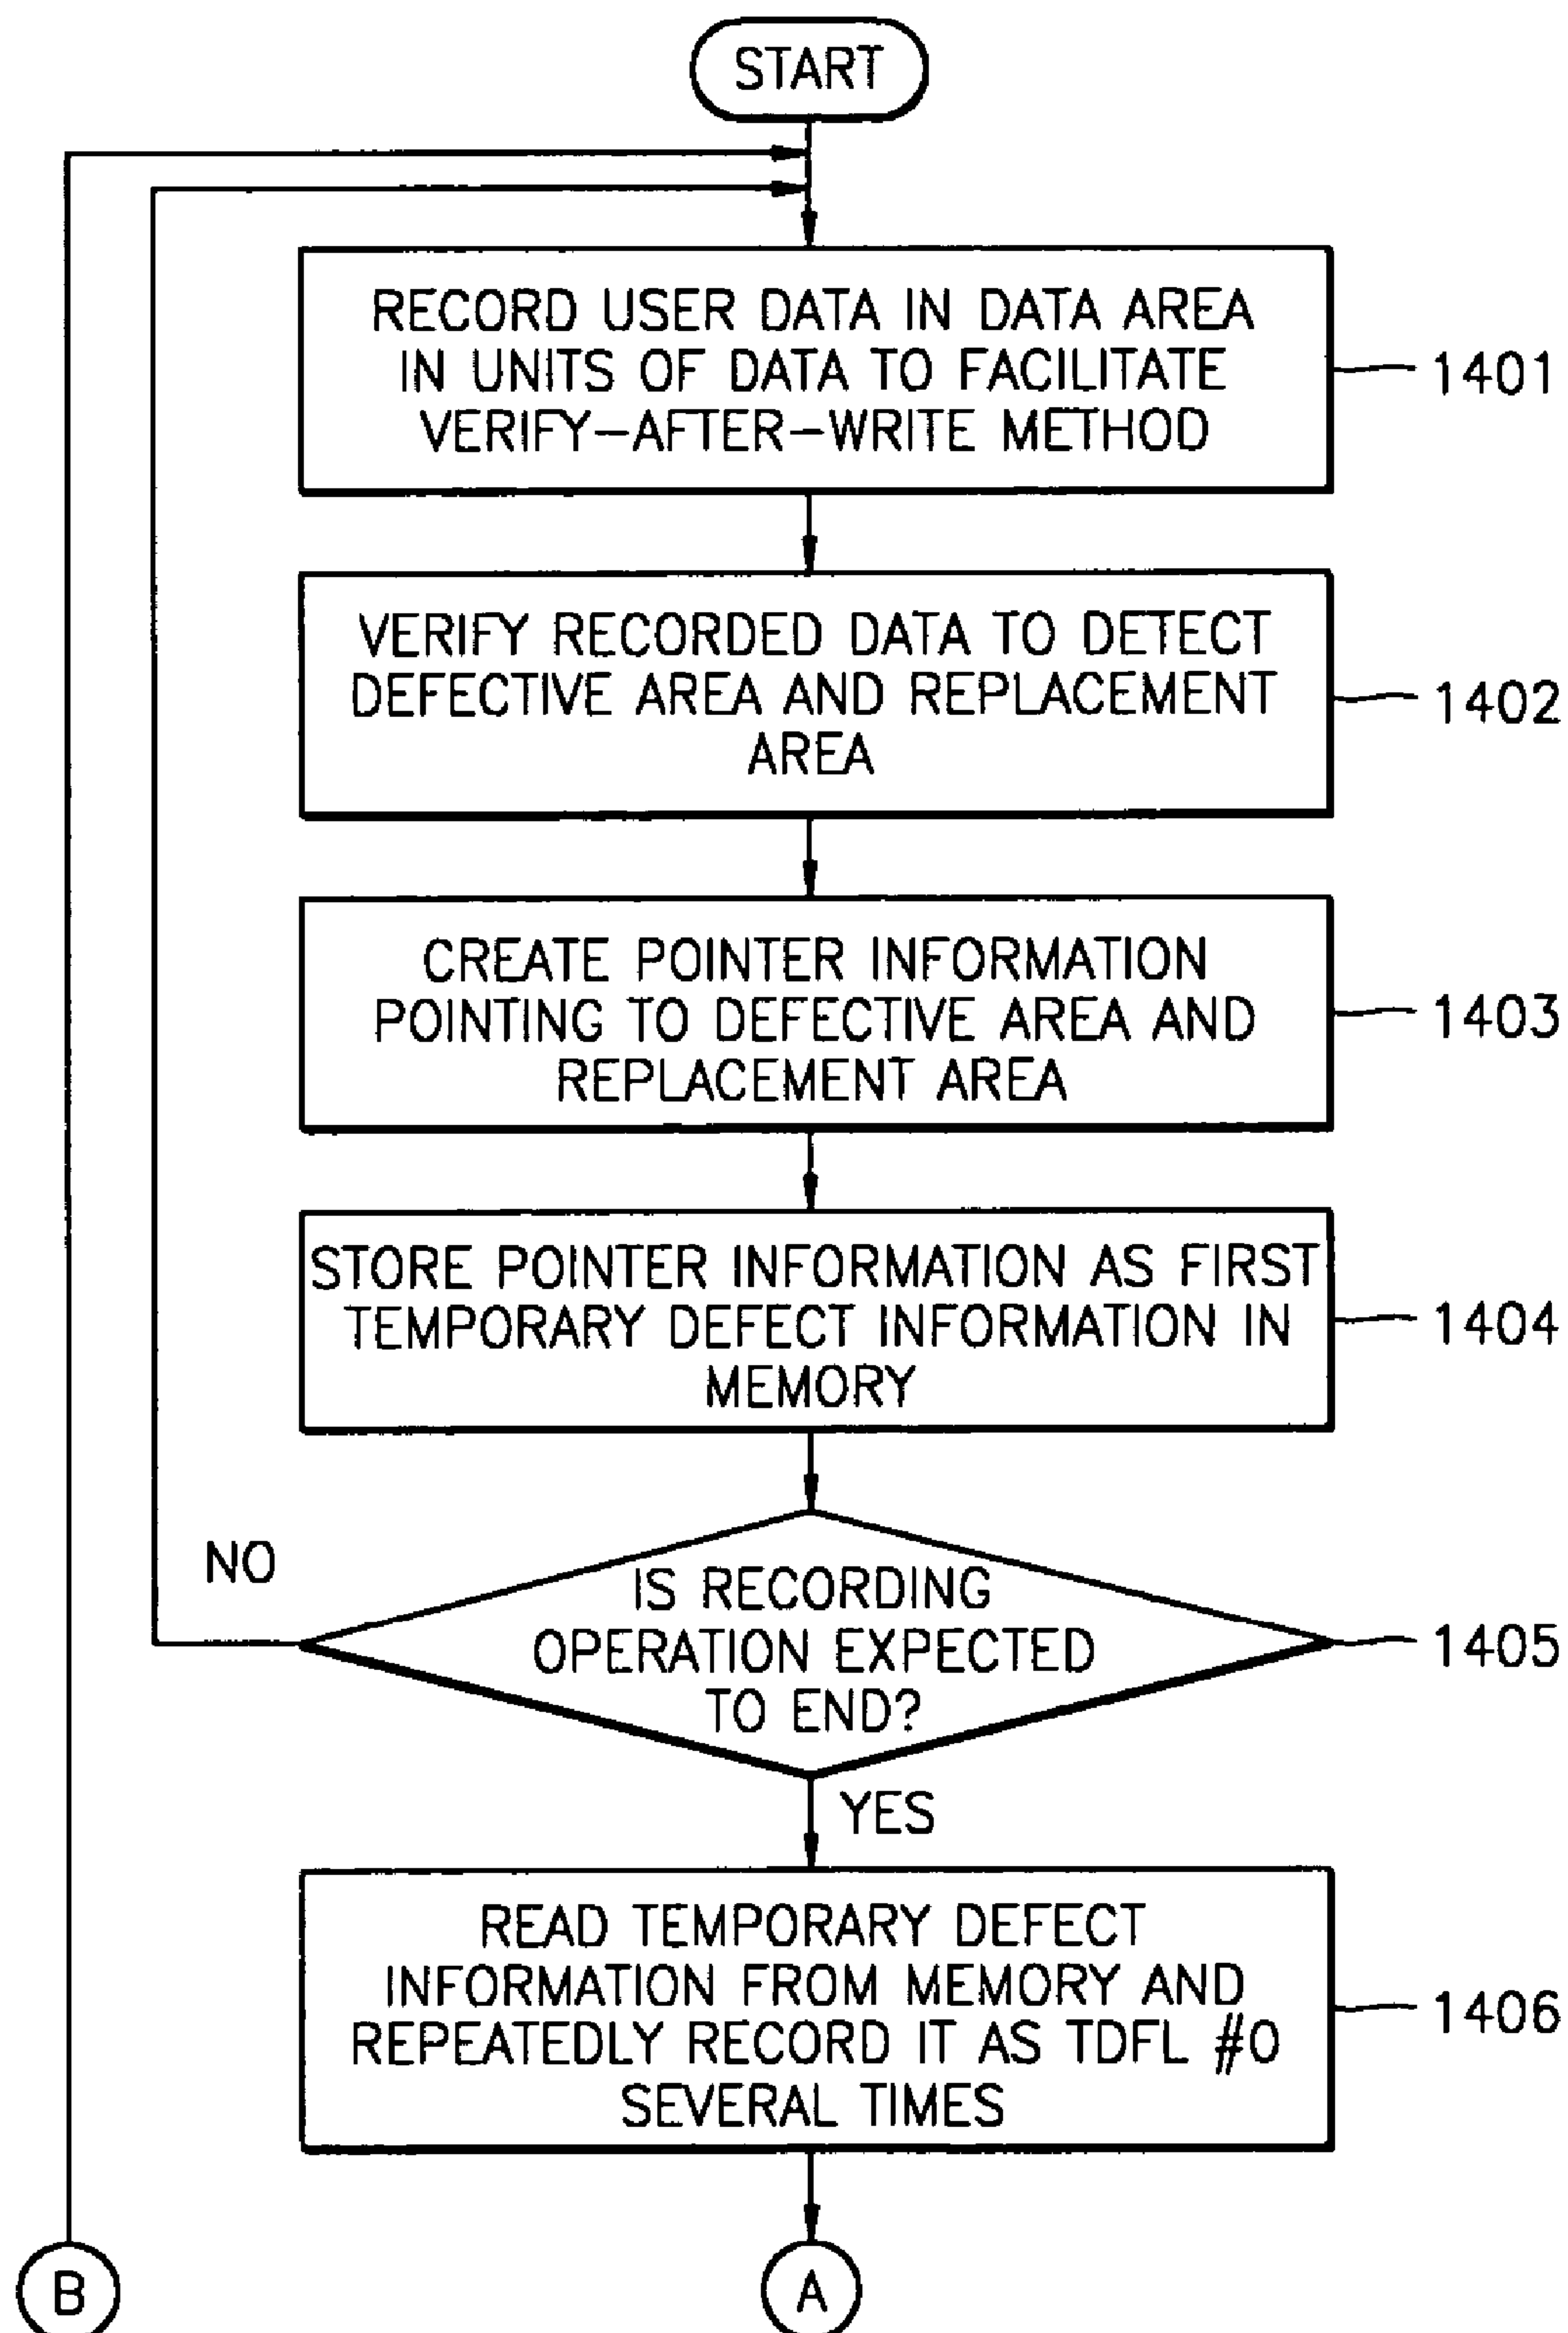 START
RECORD USER DATA IN DATA AREA
IN UNITS OF DATA TO FACILITATE
VERIFY-AFTER-WRITE METHOD
1401
VERIFY RECORDED DATA TO DETECT
DEFECTIVE AREA AND REPLACEMENT
AREA
1402
CREATE POINTER INFORMATION
POINTING TO DEFECTIVE AREA AND
REPLACEMENT AREA
1403
STORE POINTER INFORMATION AS FIRST
TEMPORARY DEFECT INFORMATION IN
MEMORY
1404
NO
IS RECORDING
OPERATION EXPECTED
TO END?
1405
YES
READ TEMPORARY DEFECT
INFORMATION FROM MEMORY AND
REPEATEDLY RECORD IT AS TDFL #0
SEVERAL TIMES
1406
B
A